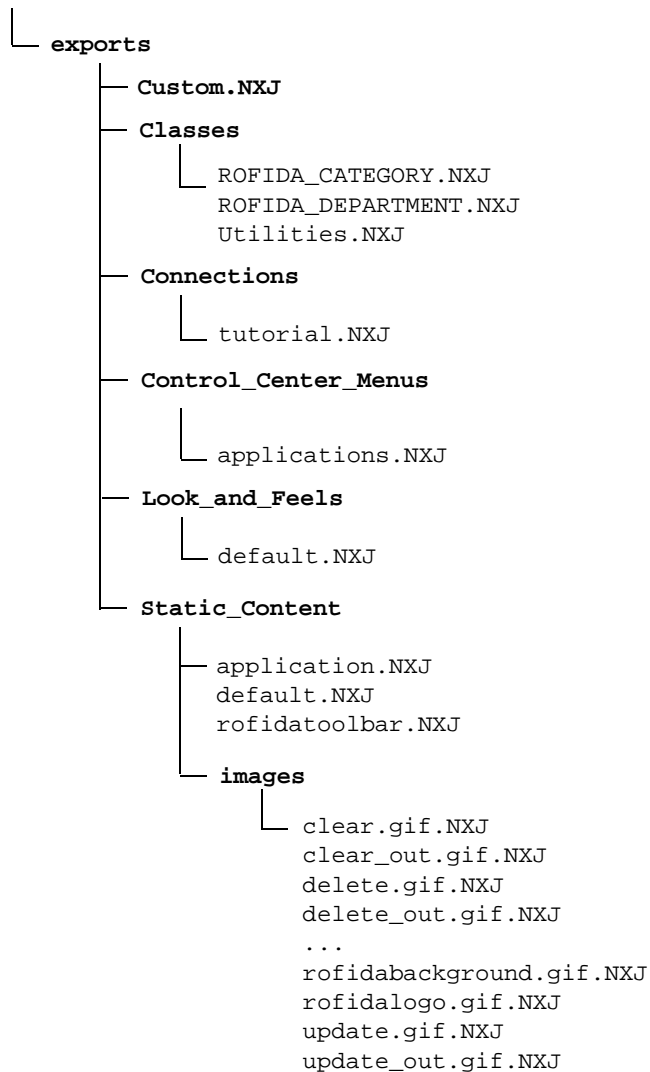 exports
Custom.NXJ
Classes
ROFIDA_CATEGORY.NXJ
ROFIDA_DEPARTMENT.NXJ
Utilities.NXJ
Connections
tutorial.NXJ
Control_Center_Menus
applications.NXJ
Look_and_Feels
default.NXJ
Static_Content
application.NXJ
default.NXJ
rofidatoolbar.NXJ
images
clear.gif.NXJ
clear_out.gif.NXJ
delete.gif.NXJ
delete_out.gif.NXJ
...
rofidabackground.gif.NXJ
rofidalogo.gif.NXJ
update.gif.NXJ
update_out.gif.NXJ